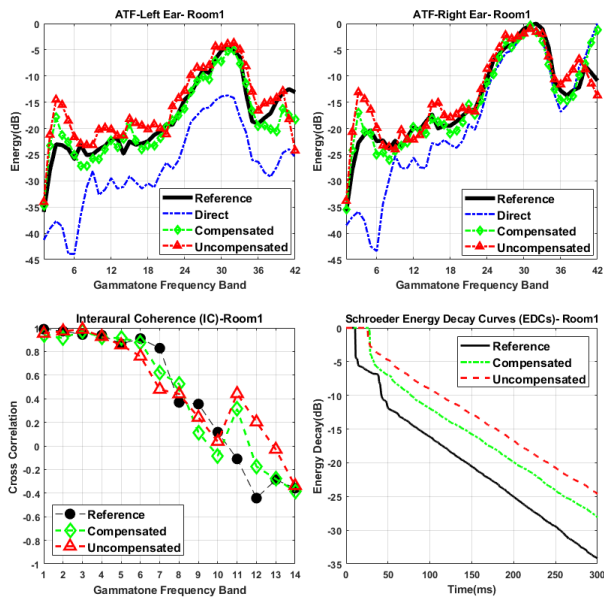 ATF-Left Ear- Room1
0
-5
-10
-15
-20
-25
-30
-35
-40
-45
Energy(dB)
6 12 18 24 30 36 42
Gammatone Frequency Band
Reference
Direct
Compensated
Uncompensated
ATF-Right Ear- Room1
0
-5
-10
-15
-20
-25
-30
-35
-40
-45
Energy(dB)
6 12 18 24 30 36 42
Gammatone Frequency Band
Reference
Direct
Compensated
Uncompensated
Interaural Coherence (IC)-Room1
1
0.8
0.6
0.4
0.2
0
-0.2
-0.4
-0.6
-0.8
-1
Cross Correlation
1 2 3 4 5 6 7 8 9 10 11 12 13 14
Gammatone Frequency Band
Reference
Compensated
Uncompensated
Schroeder Energy Decay Curves (EDCs)- Room1
0
-5
-10
-15
-20
-25
-30
-35
Energy Decay(dB)
0 50 100 150 200 250 300
Time(ms)
Reference
Compensated
Uncompensated